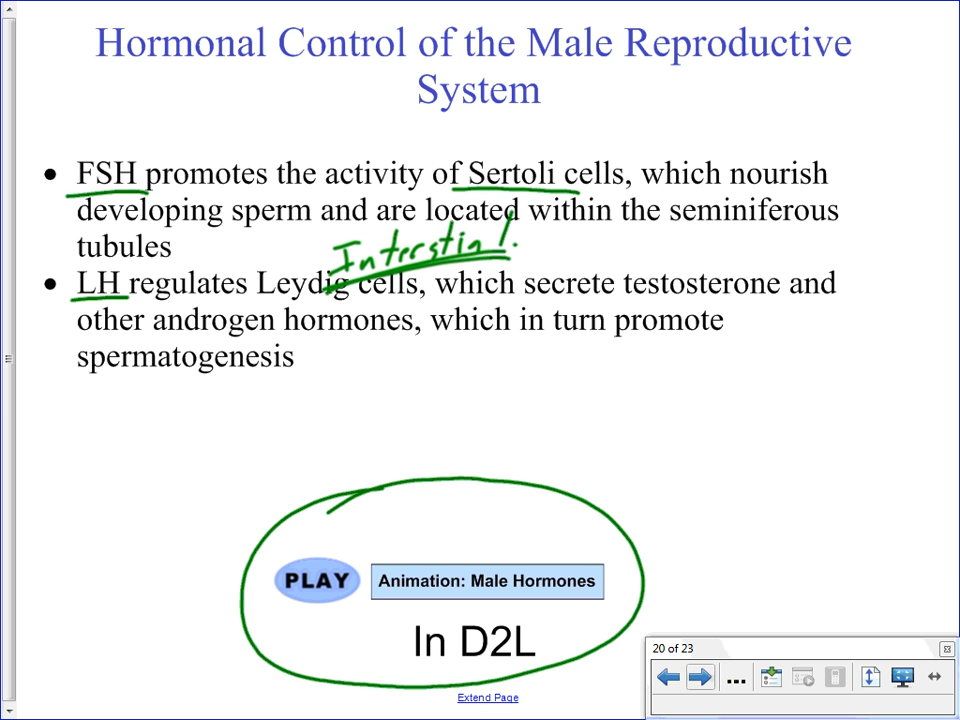 Hormonal Control of the Male Reproductive
System
• FSH promotes the activity of Sertoli cells, which nourish
developing sperm and are located within the seminiferous
tubules
Interstial.
• LH regulates Leydig cells, which secrete testosterone and
other androgen hormones, which in turn promote
spermatogenesis
PLAY Animation: Male Hormones
In D2L
Extend Page
20 of 23